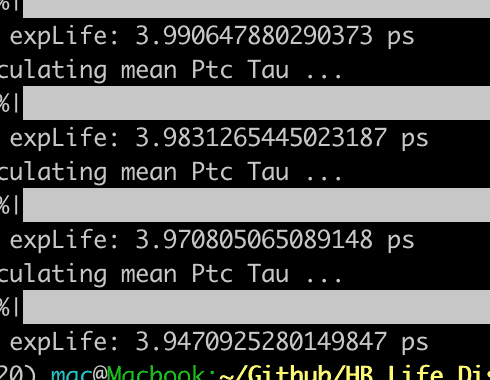 %|
expLife: 3.990647880290373 ps
culating mean Ptc Tau ...
%|
expLife: 3.9831265445023187 ps
culating mean Ptc Tau ...
%|
expLife: 3.970805065089148 ps
culating mean Ptc Tau ...
%|
expLife: 3.9470925280149847 ps
20) mac@Macbook:~/Github/HB_Life_Dis